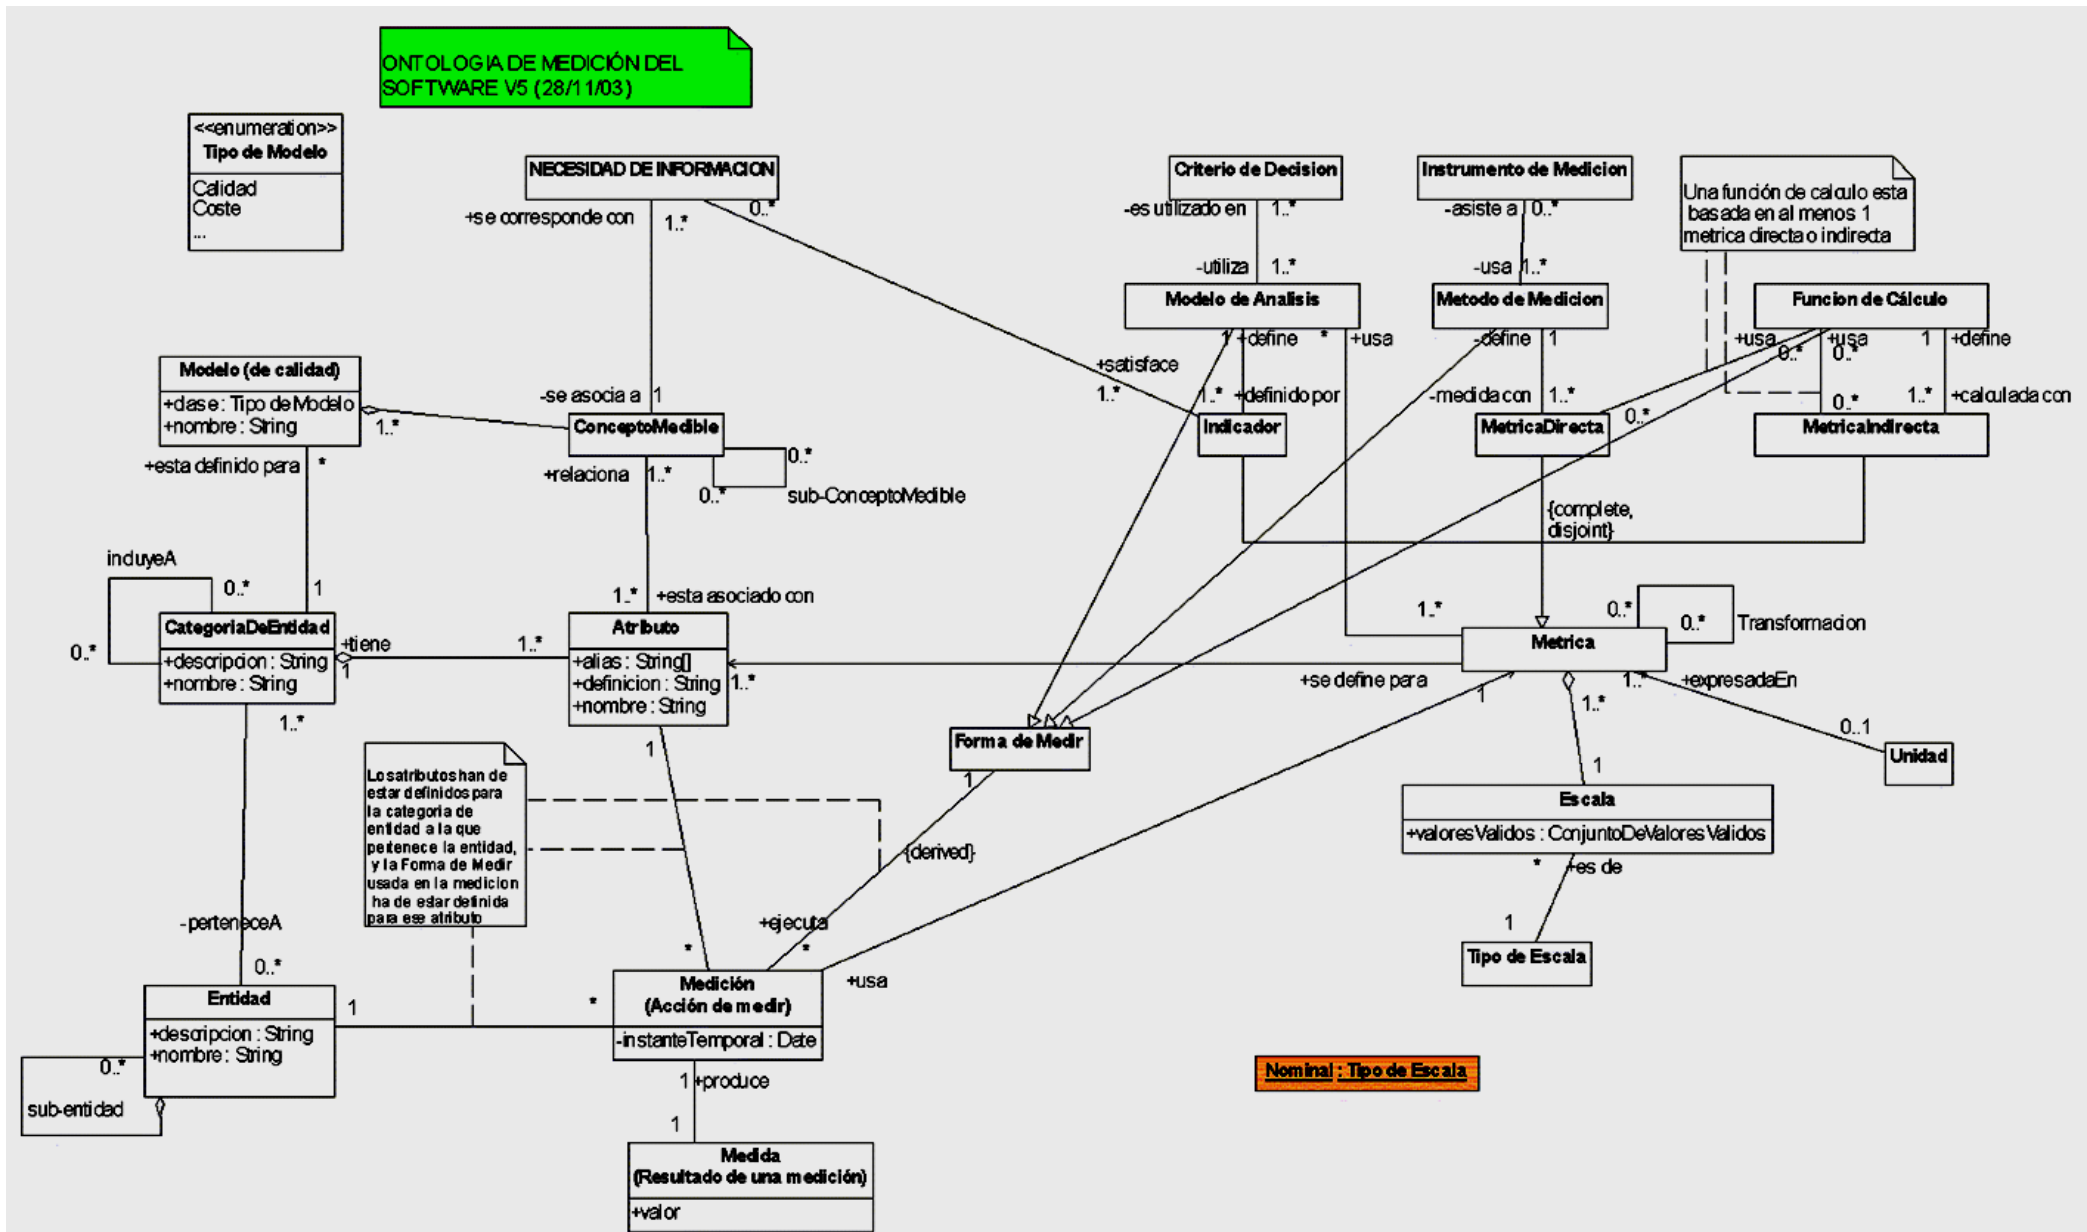 ONTOLOGIA DE MEDICIÓN DEL
SOFTWARE V5 (28/11/03)
<<enumeration>>
Tipo de Modelo
Calidad
Coste
...
NECESIDAD DE INFORMACION
+se corresponde con
1..*
0..*
Criterio de Decision
-es utilizado en
1..*
-utiliza
1..*
Instrumento de Medicion
-asiste a
0..*
-usa
1..*
Una función de calculo esta
basada en al menos 1
metrica directa o indirecta
Modelo de Analisis
1
+define
*
+usa
Metodo de Medicion
-define
1
Funcion de Cálculo
+usa
0..*
+usa
0..*
1
+define
+satisface
1..*
1..*
+definido por
-medida con
1..*
0..*
0..*
1..*
+calculada con
Modelo (de calidad)
+clase : Tipo de Modelo
+nombre : String
1..*
-se asocia a
1
ConceptoMedible
0..*
0..*
sub-ConceptoMedible
Indicador
MetricaDirecta
MetricaIndirecta
+esta definido para
*
+relaciona
1..*
{complete,
disjoint}
incluyeA
0..*
0..*
1
1..*
+esta asociado con
CategoriaDeEntidad
+descripcion : String
+nombre : String
+tiene
1
1..*
Atributo
+alias : String[]
+definicion : String
+nombre : String
1..*
+se define para
1..*
Metrica
0..*
0..*
Transformacion
1
1..*
+expresadaEn
0..1
Unidad
1..*
1
Forma de Medir
1
{derived}
+ejecuta
*
Escala
+valoresValidos : ConjuntoDeValoresValidos
*
+es de
1
Tipo de Escala
1..*
-perteneceA
0..*
Los atributos han de
estar definidos para
la categoria de
entidad a la que
pertenece la entidad,
y la Forma de Medir
usada en la medicion
ha de estar definida
para ese atributo
1
*
Entidad
+descripcion : String
+nombre : String
0..*
sub-entidad
1
*
Medición
(Acción de medir)
-instanteTemporal : Date
+usa
1
+produce
1
Medida
(Resultado de una medición)
+valor
Nominal : Tipo de Escala